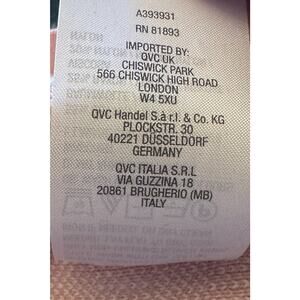 A393931
RN 81893
IMPORTED BY:
QVC UK
CHISWICK PARK
566 CHISWICK HIGH ROAD
LONDON
W4 5XU
QVC Handel S.à r.l. & Co. KG
PLOCKSTR. 30
40221 DÜSSELDORF
GERMANY
QVC ITALIA S.R.L
VIA GUZZINA 18
20861 BRUGHERIO (MB)
ITALY